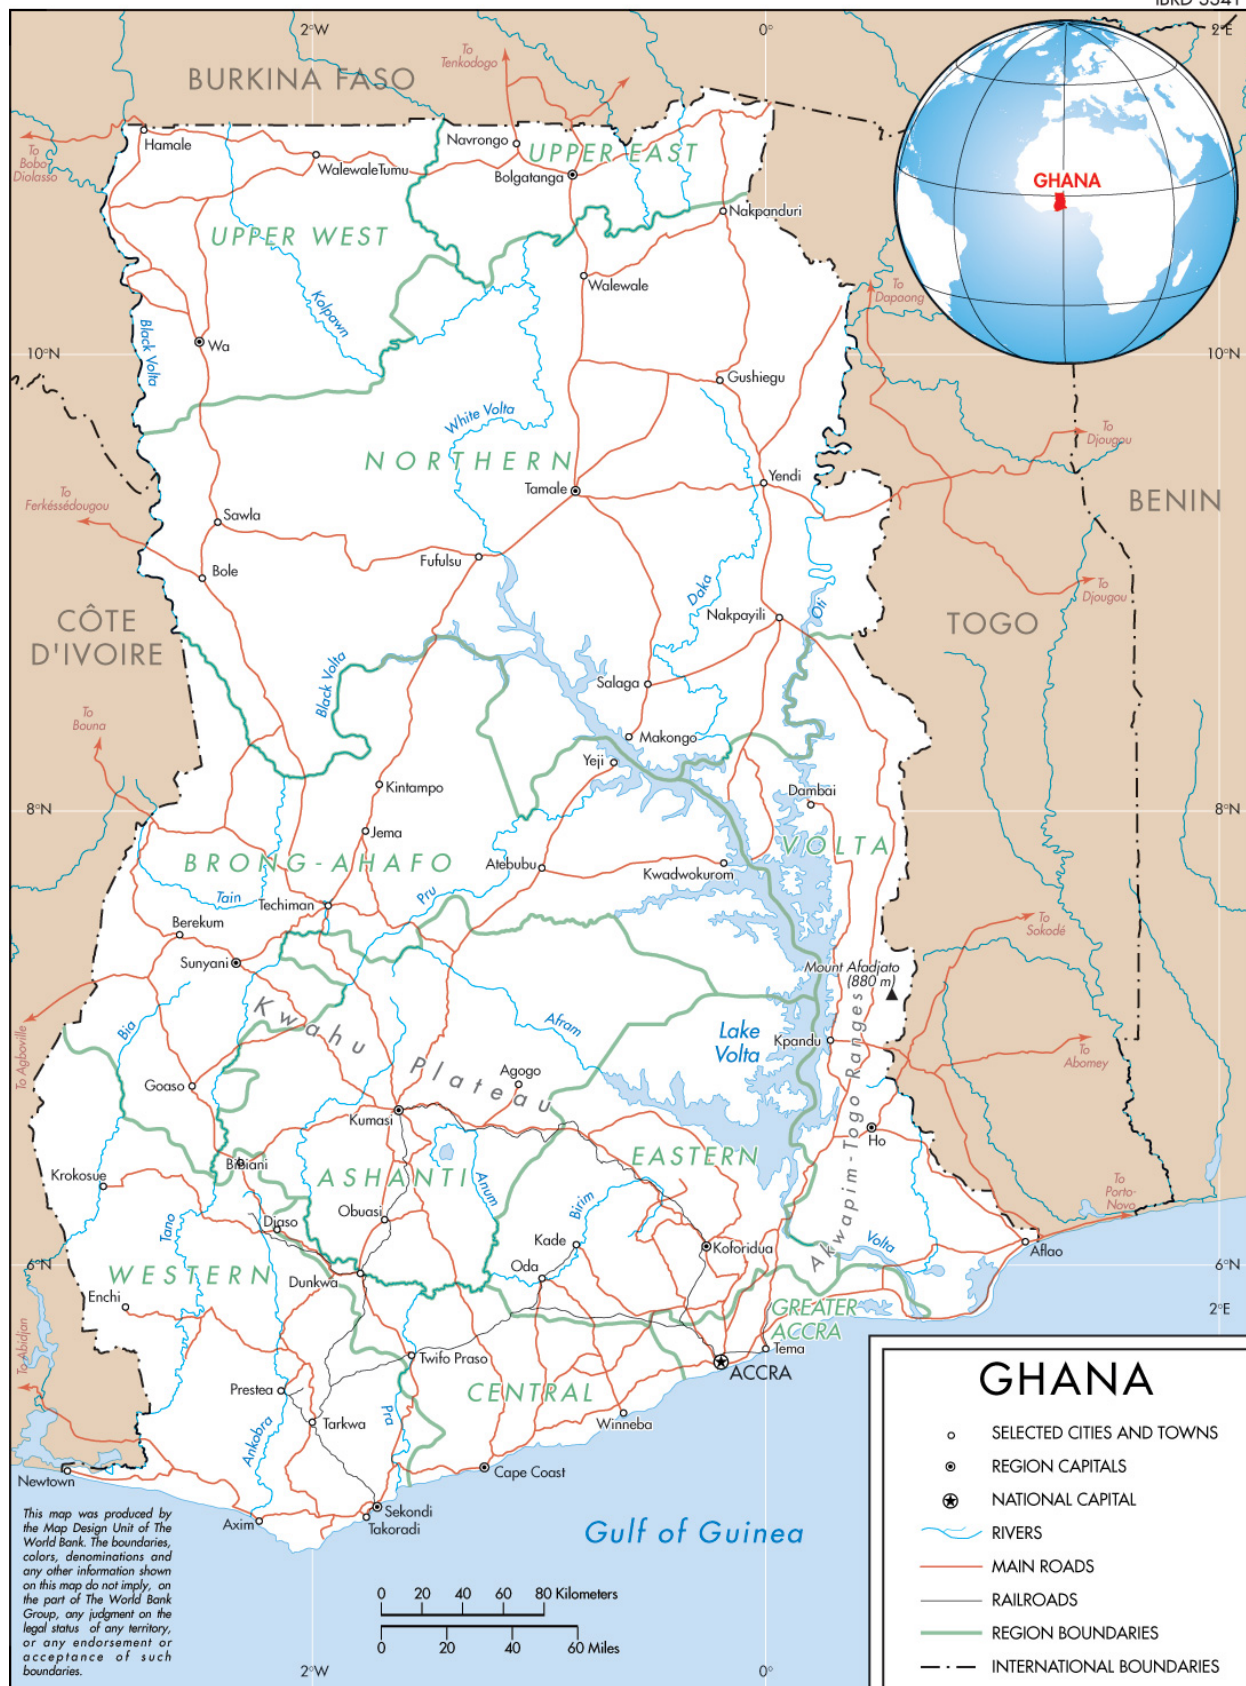 IBRD 3341
2°W
0°
2°E
To
Tenkodogo
BURKINA FASO
Hamale
Navrongo
UPPER EAST
To
Bobo-
Diolasso
WalewaleTumu
Bolgatanga
GHANA
Nakpanduri
UPPER WEST
Walewale
To
Dapaong
Kolpawn
Black Volta
Wa
10°N
10°N
Gushiegu
White Volta
To
Djougou
NORTHERN
Yendi
Tamale
To
Ferkéssédougou
BENIN
Sawla
Fufulsu
Bole
Daka
To
Djougou
Oti
Nakpayili
CÔTE
D'IVOIRE
TOGO
Black Volta
Salaga
To
Bouna
Makongo
Yeji
Kintampo
Dambai
8°N
8°N
Jema
VOLTA
BRONG-AHAFO
Atebubu
Kwadwokurom
Tain
Pru
Techiman
Berekum
To
Sokodé
Sunyani
Mount Afadjato
(880 m)
Kwahu Plateau
Bia
Afram
Lake
Volta
Kpandu
To Agboville
To
Abomey
Agogo
Goaso
Akwapim-Togo Ranges
Kumasi
Ho
Bibiani
EASTERN
Krokosue
ASHANTI
Anum
To
Porto-
Novo
Obuasi
Tano
Diaso
Birim
Kade
Koforidua
Volta
Aflao
WESTERN
Dunkwa
Oda
6°N
Enchi
GREATER
ACCRA
2°E
To Abidjan
Twifo Praso
Tema
ACCRA
Prestea
CENTRAL
Pra
Winneba
Tarkwa
Ankobra
Newtown
Cape Coast
Sekondi
Takoradi
Axim
Gulf of Guinea
This map was produced by
the Map Design Unit of The
World Bank. The boundaries,
colors, denominations and
any other information shown
on this map do not imply, on
the part of The World Bank
Group, any judgment on the
legal status of any territory,
or any endorsement or
acceptance of such
boundaries.
0 20 40 60 80 Kilometers
0 20 40 60 Miles
2°W
0°
GHANA
SELECTED CITIES AND TOWNS
REGION CAPITALS
NATIONAL CAPITAL
RIVERS
MAIN ROADS
RAILROADS
REGION BOUNDARIES
INTERNATIONAL BOUNDARIES